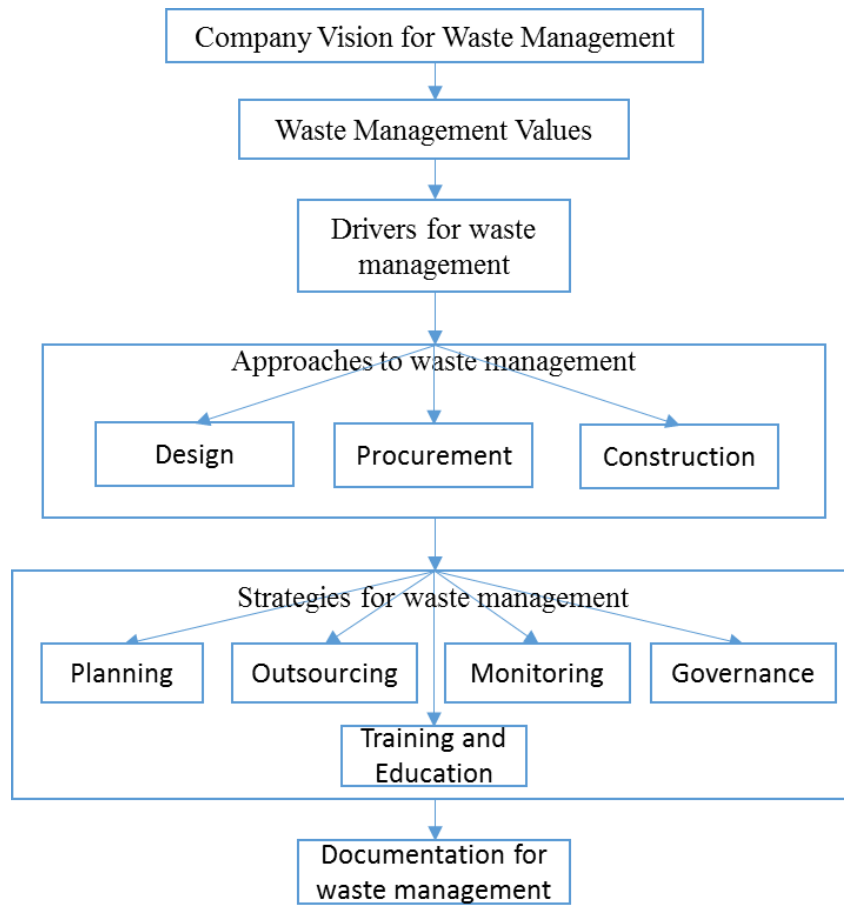 Company Vision for Waste Management
Waste Management Values
Drivers for waste
management
Approaches to waste management
Design
Procurement
Construction
Strategies for waste management
Planning
Outsourcing
Monitoring
Governance
Training and
Education
Documentation for
waste management